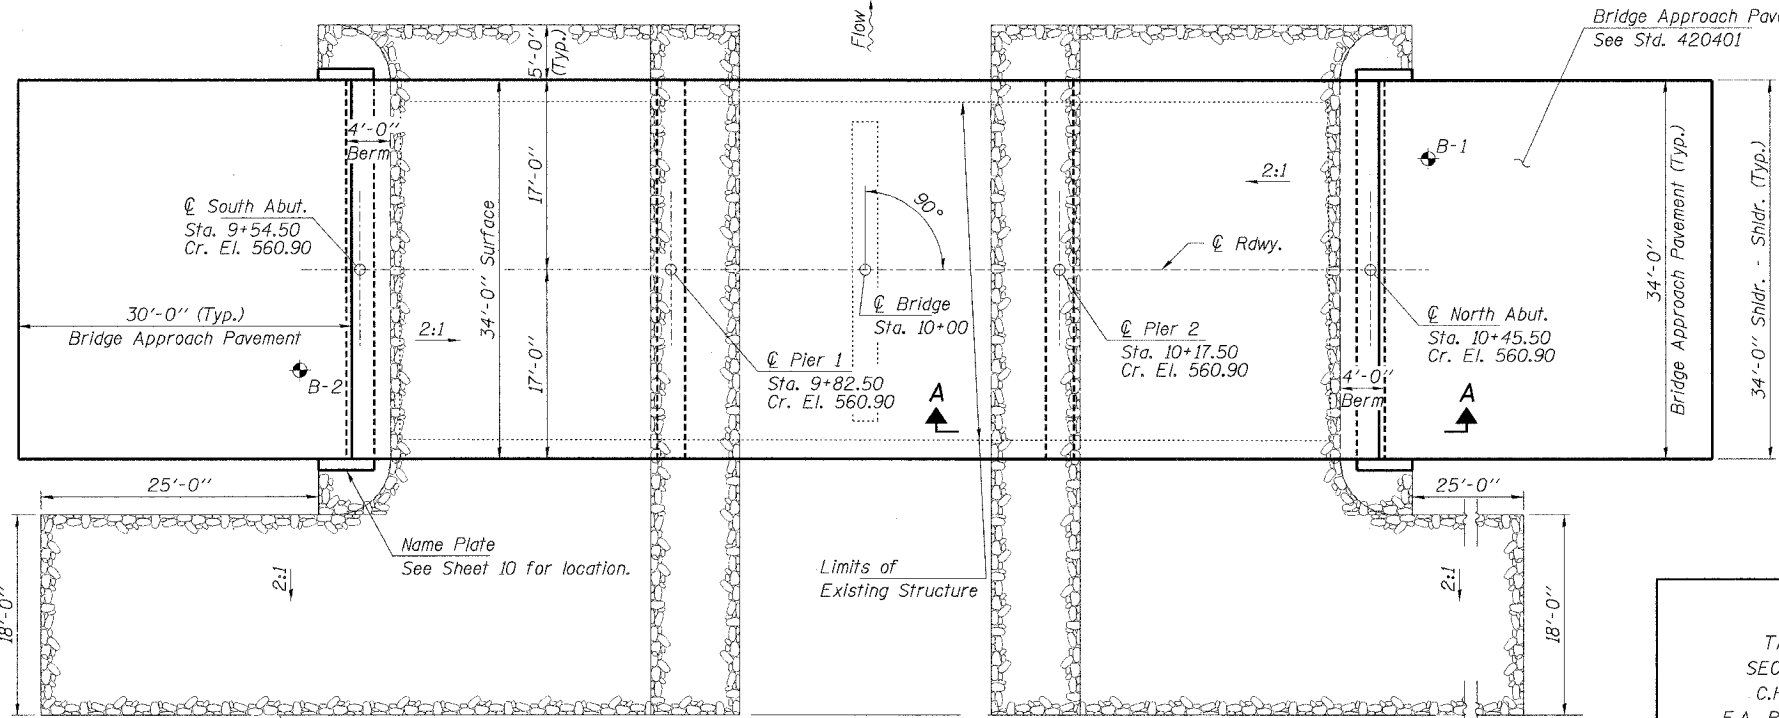 Flow
Bridge Approach Pave
See Std. 420401
5'-0"
(Typ.)
4'-0"
Berm
17'-0"
34'-0" Surface
17'-0"
90°
2:1
B-1
34'-0"
Bridge Approach Pavement (Typ.)
34'-0" Shldr. - Shldr. (Typ.)
℄ South Abut.
Sta. 9+54.50
Cr. El. 560.90
℄ Rdwy.
30'-0" (Typ.)
Bridge Approach Pavement
2:1
B-2
℄ Bridge
Sta. 10+00
℄ Pier 1
Sta. 9+82.50
Cr. El. 560.90
℄ Pier 2
Sta. 10+17.50
Cr. El. 560.90
℄ North Abut.
Sta. 10+45.50
Cr. El. 560.90
4'-0"
Berm
A
A
25'-0"
25'-0"
Name Plate
See Sheet 10 for location.
Limits of
Existing Structure
2:1
2:1
18'-0"
18'-0"
SEC
C.H